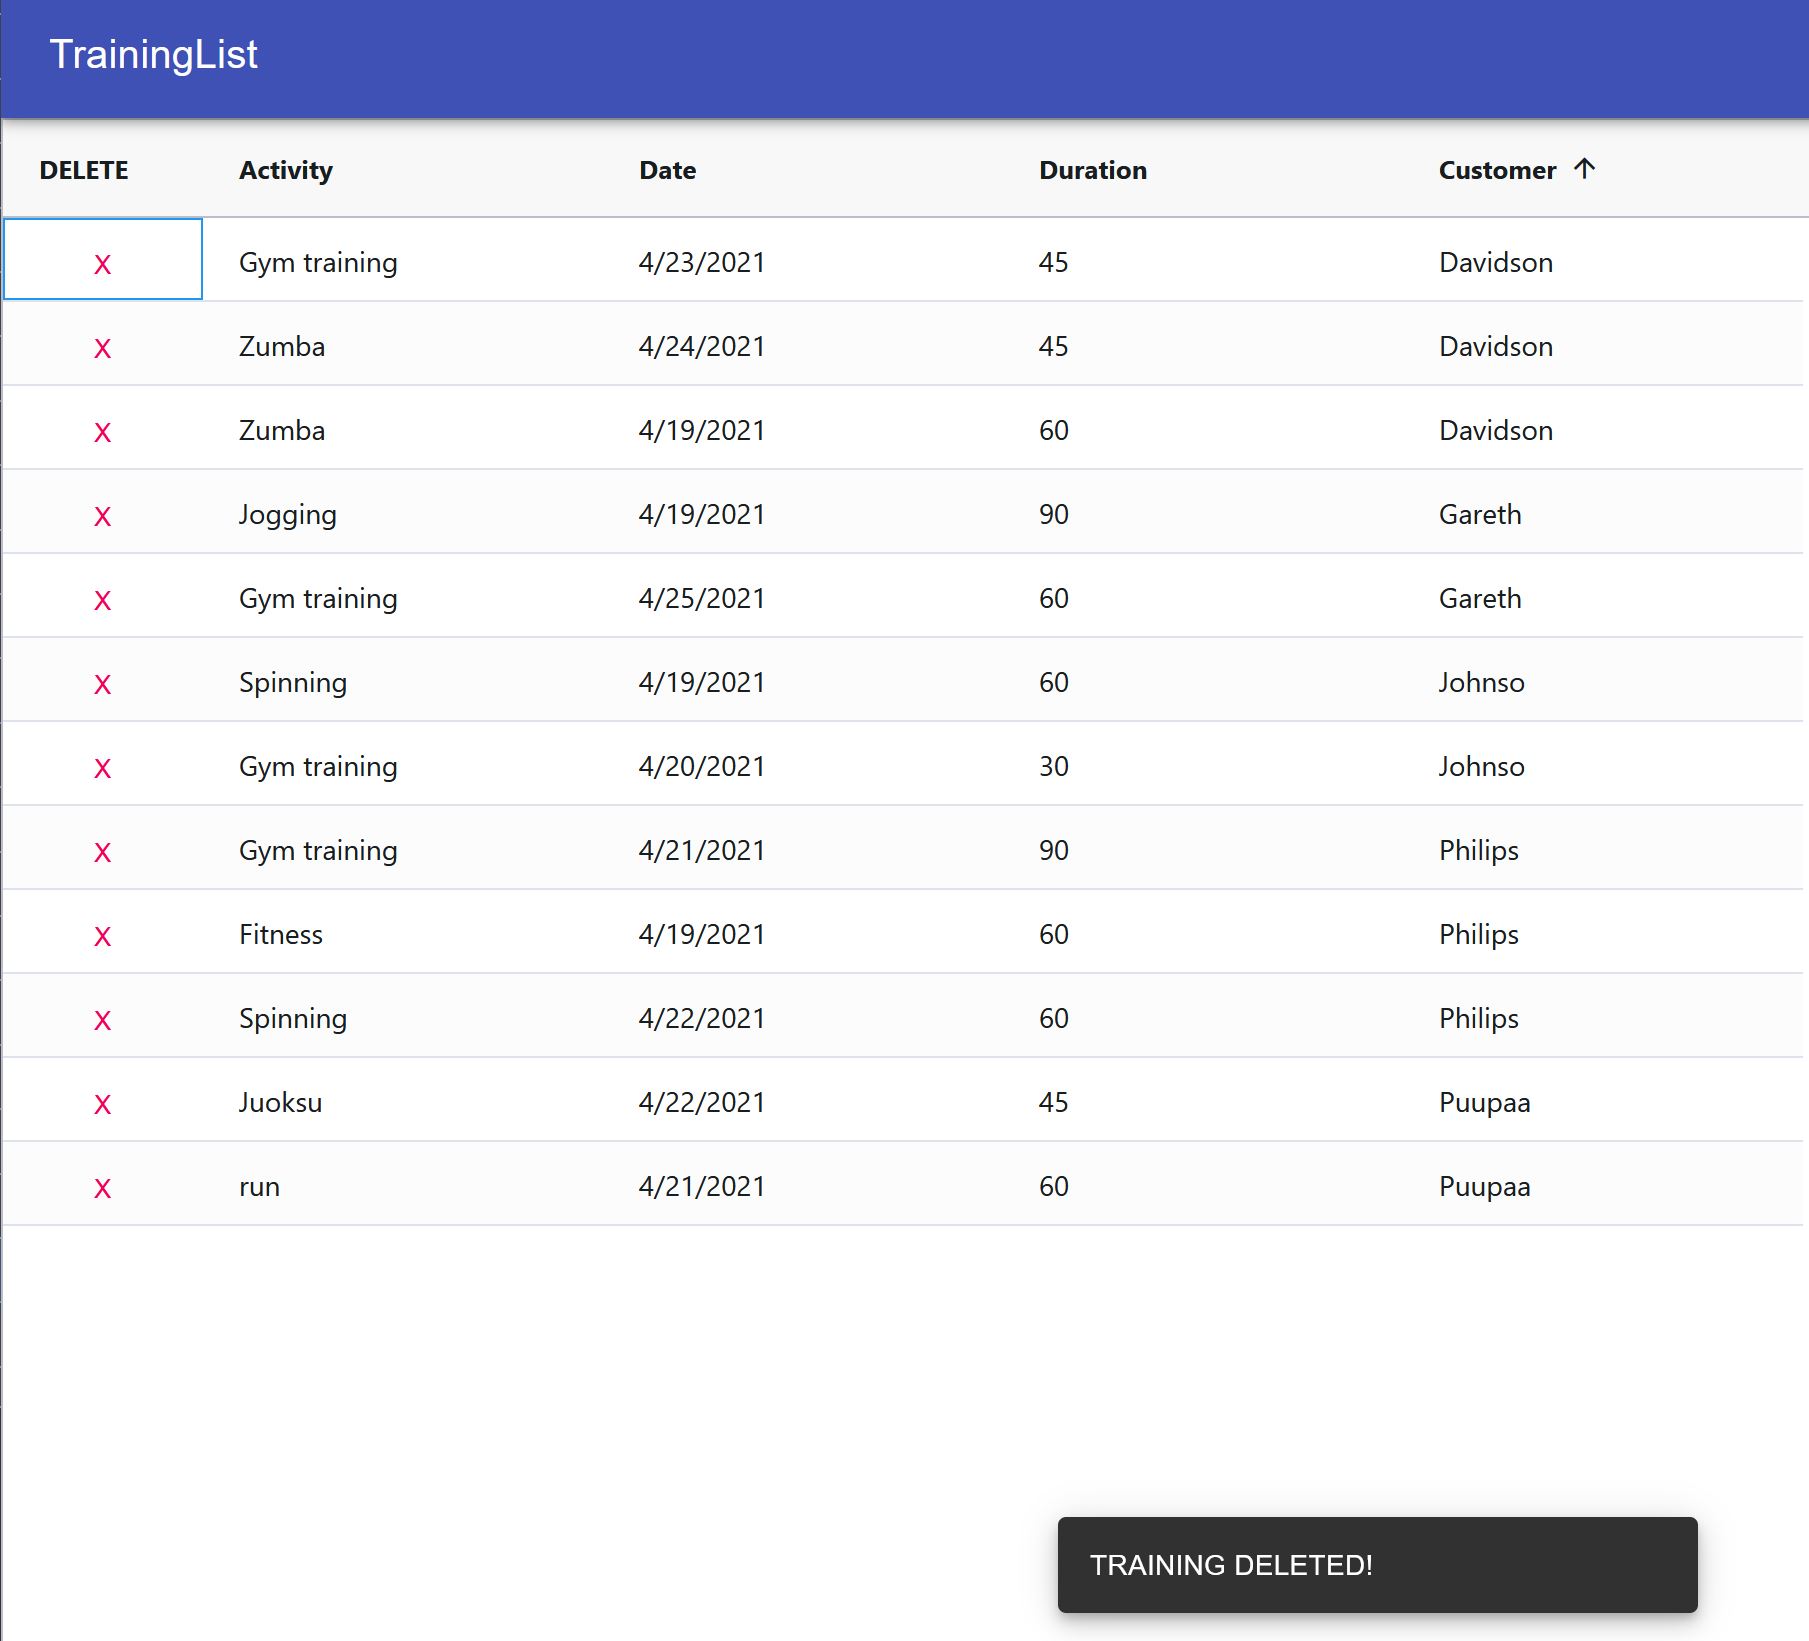 TrainingList
DELETE Activity Date Duration Customer ↑
X Gym training 4/23/2021 45 Davidson
X Zumba 4/24/2021 45 Davidson
X Zumba 4/19/2021 60 Davidson
X Jogging 4/19/2021 90 Gareth
X Gym training 4/25/2021 60 Gareth
X Spinning 4/19/2021 60 Johnso
X Gym training 4/20/2021 30 Johnso
X Gym training 4/21/2021 90 Philips
X Fitness 4/19/2021 60 Philips
X Spinning 4/22/2021 60 Philips
X Juoksu 4/22/2021 45 Puupaa
X run 4/21/2021 60 Puupaa
TRAINING DELETED!